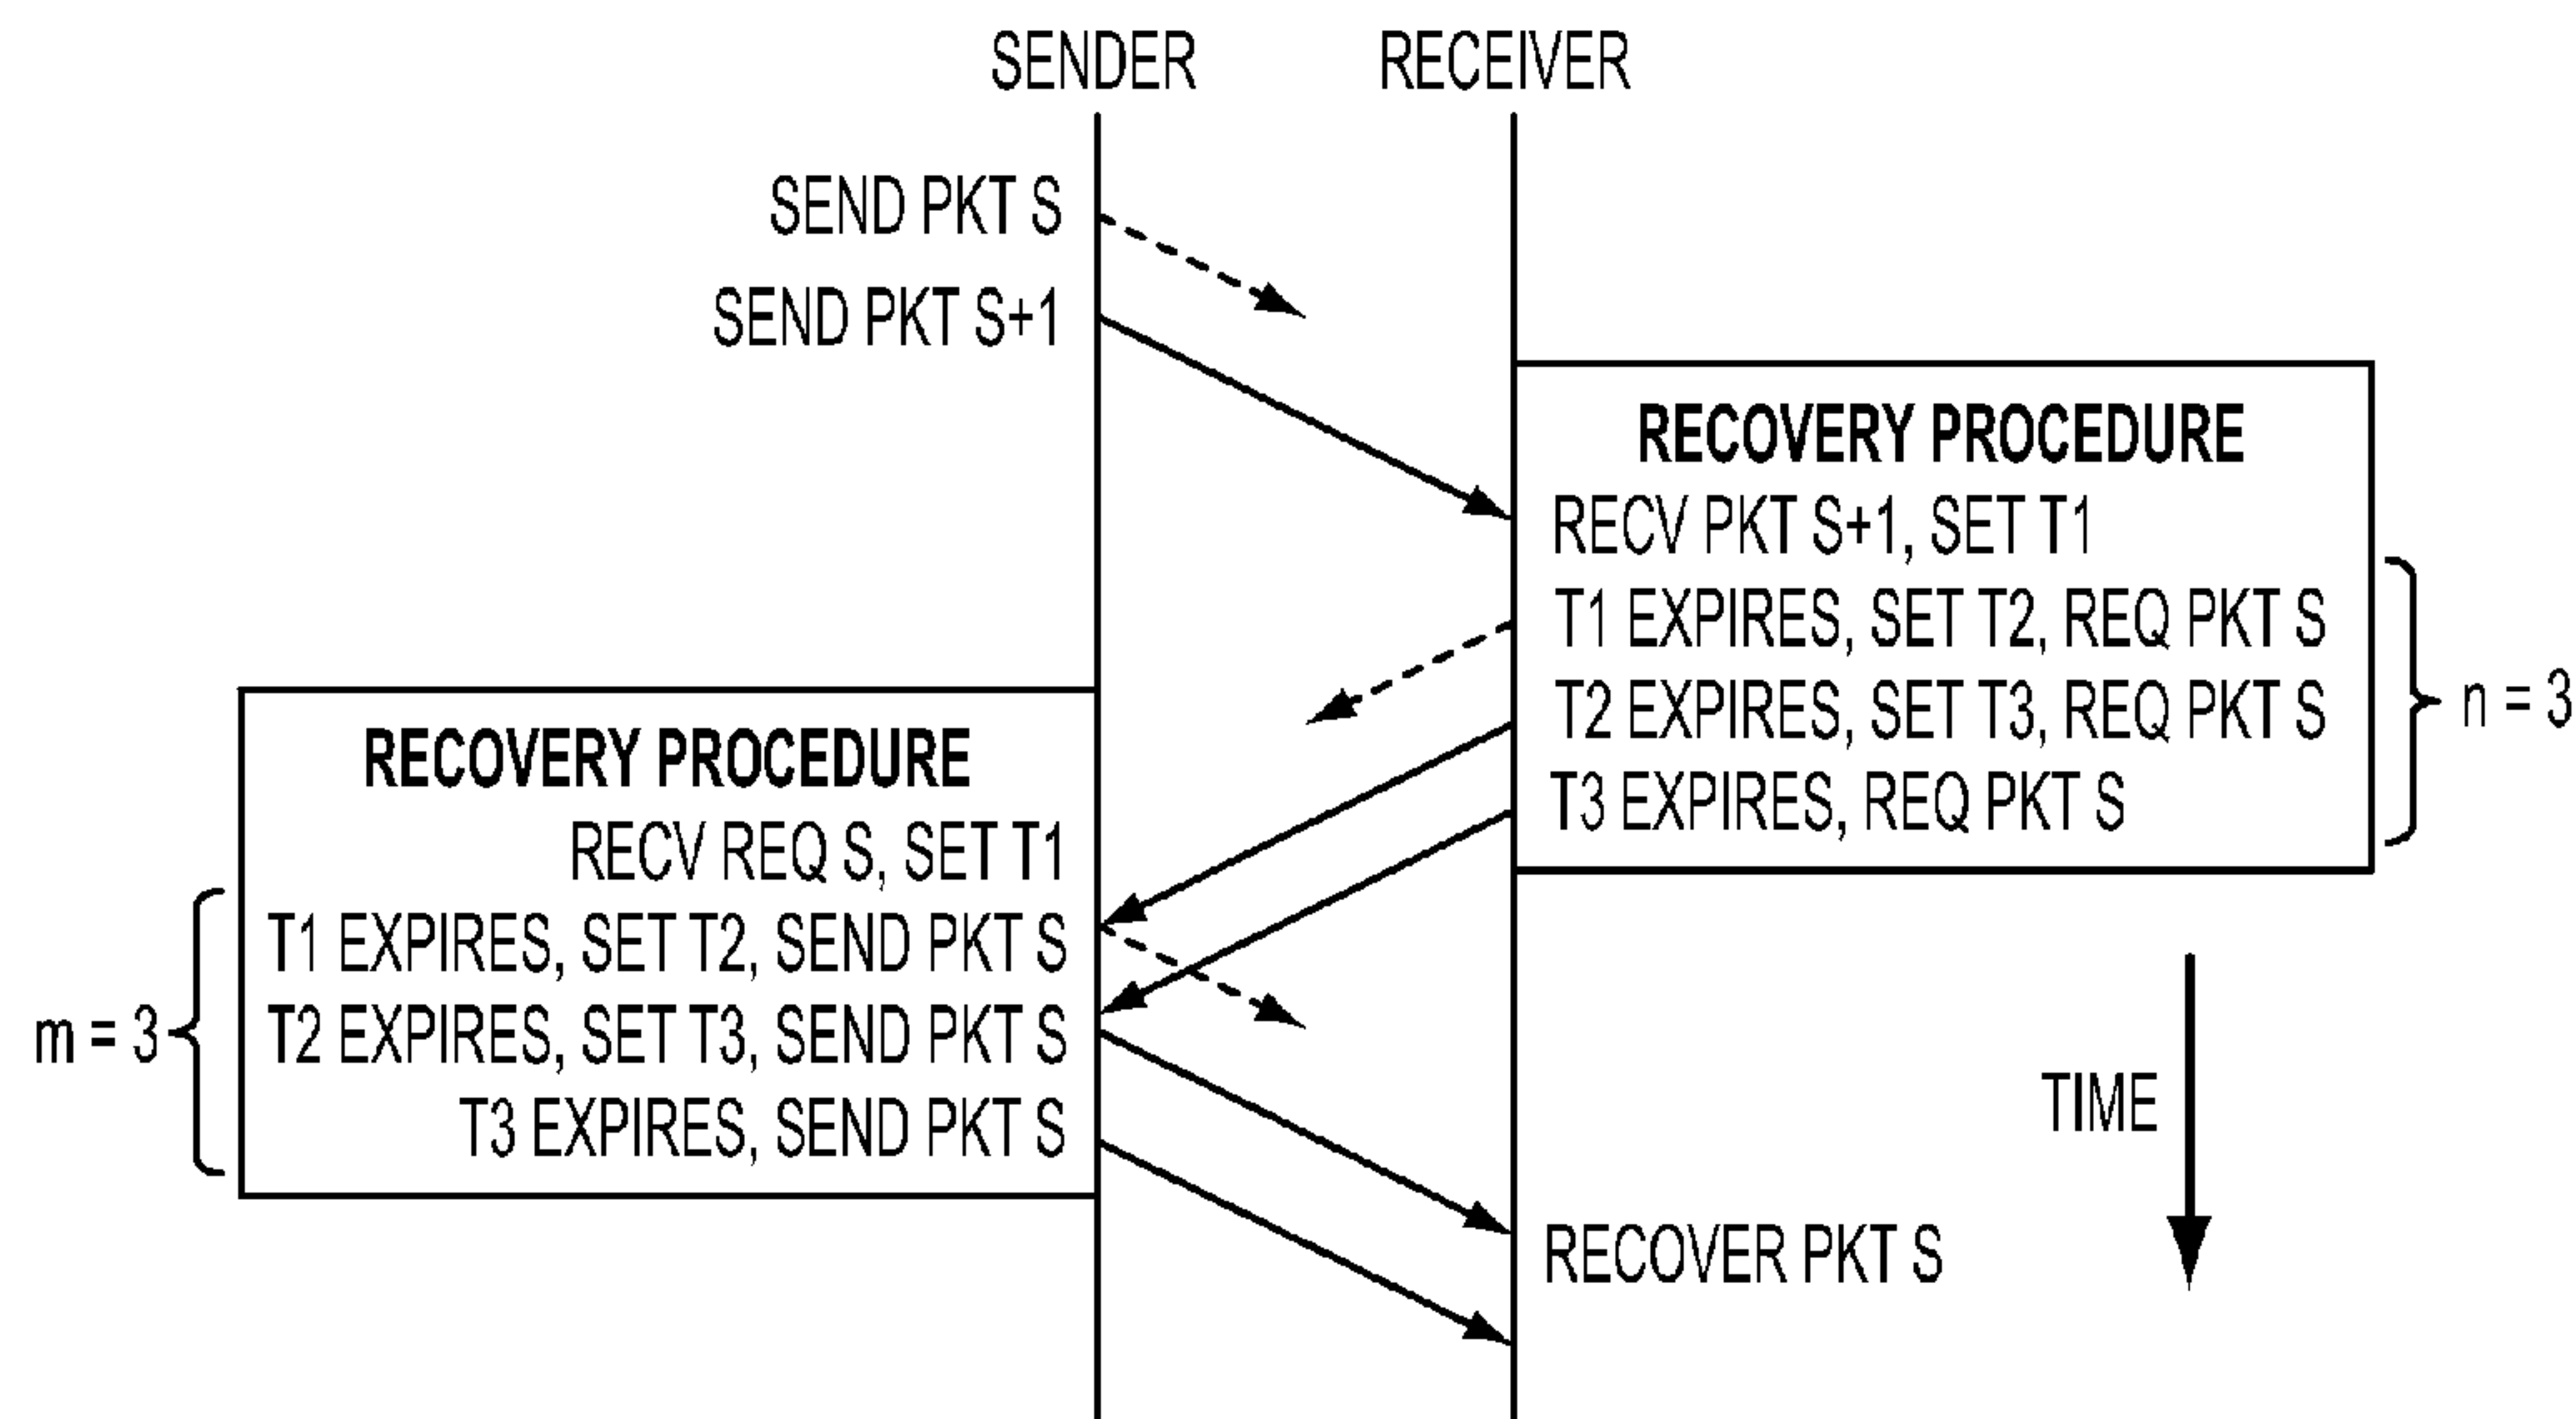 SENDER
RECEIVER
SEND PKT S
SEND PKT S+1
RECOVERY PROCEDURE
RECV PKT S+1, SET T1
T1 EXPIRES, SET T2, REQ PKT S
T2 EXPIRES, SET T3, REQ PKT S
T3 EXPIRES, REQ PKT S
n = 3
RECOVERY PROCEDURE
RECV REQ S, SET T1
T1 EXPIRES, SET T2, SEND PKT S
T2 EXPIRES, SET T3, SEND PKT S
T3 EXPIRES, SEND PKT S
m = 3
TIME
RECOVER PKT S